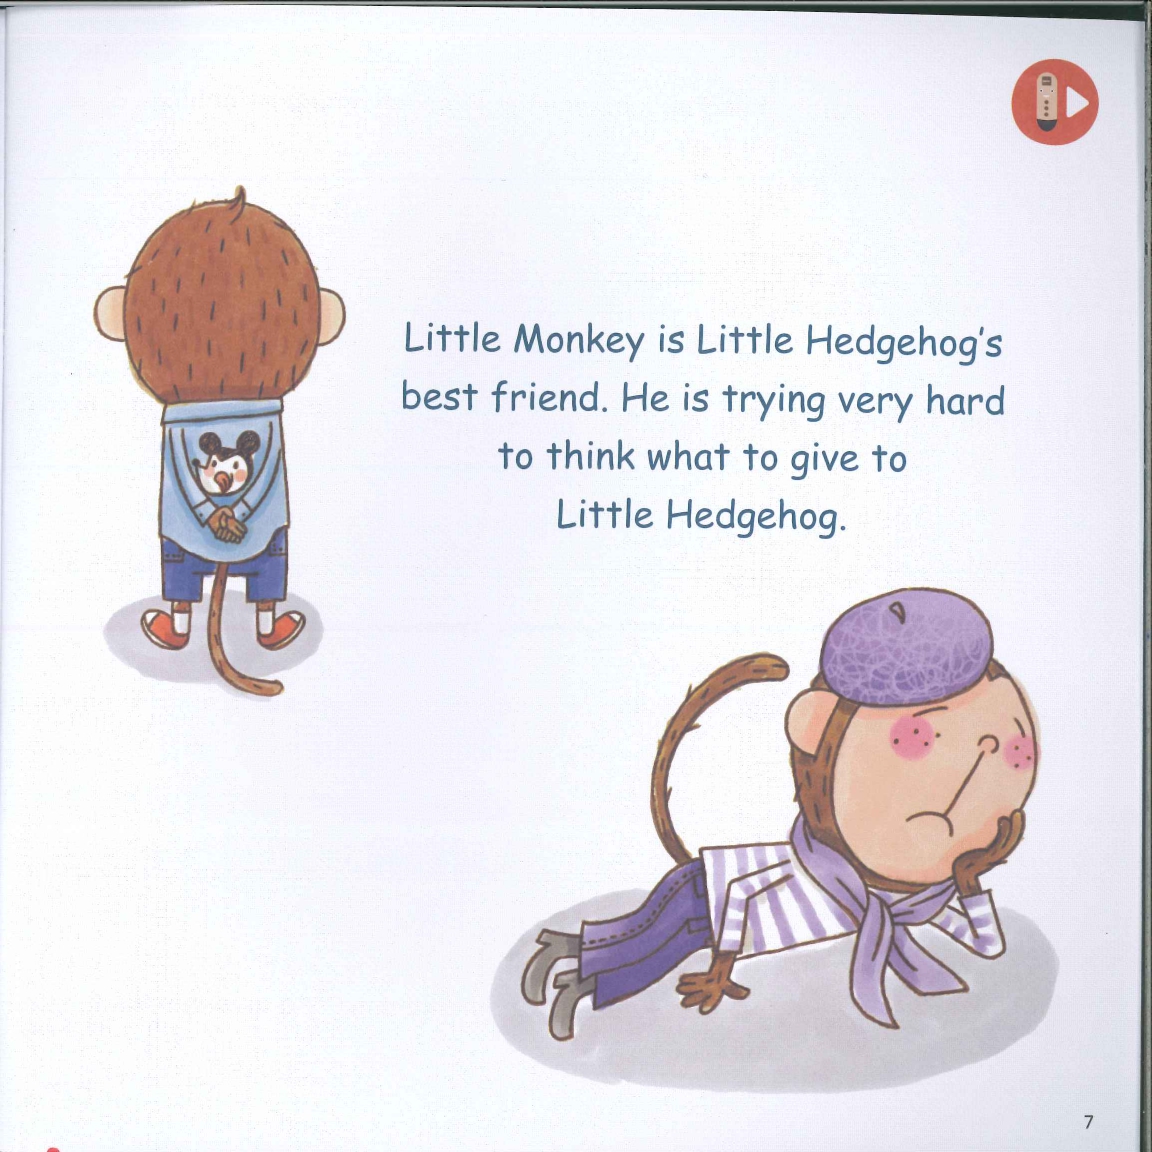 Little Monkey is Little Hedgehog's
best friend. He is trying very hard
to think what to give to
Little Hedgehog.
7